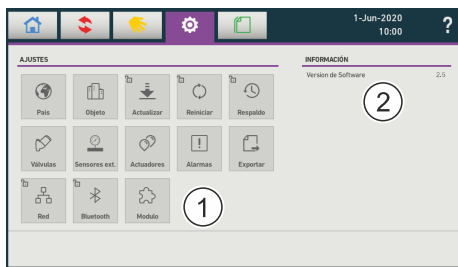 1-Jun-2020
10:00
?
AJUSTES
INFORMACIÓN
Version de Software 2.5
País Objeto Actualizar Reiniciar Respaldo
Válvulas Sensores ext. Actuadores Alarmas Exportar
Red Bluetooth Modulo
1
2